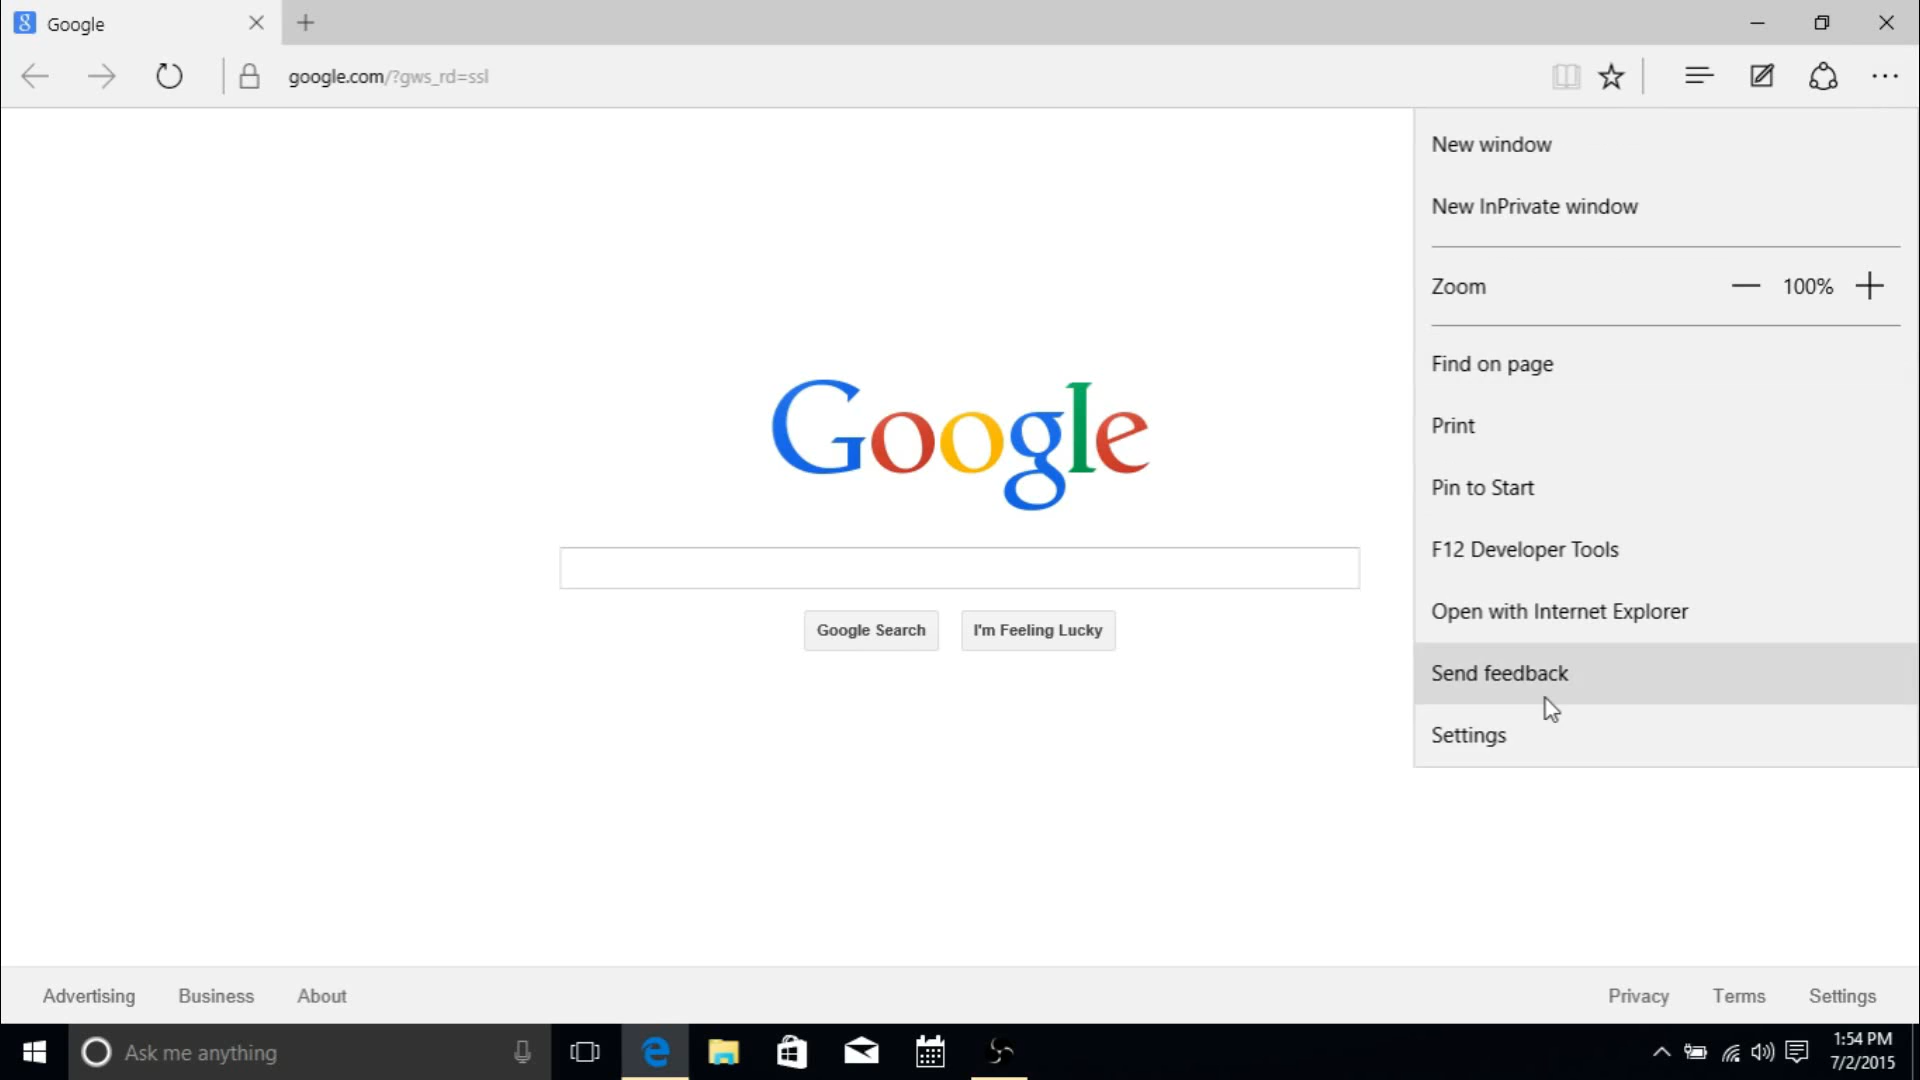 Google
google.com/?gws_rd=ssl
New window
New InPrivate window
Zoom 100%
Find on page
Print
Pin to Start
F12 Developer Tools
Open with Internet Explorer
Send feedback
Settings
Google
Google Search I'm Feeling Lucky
Advertising Business About Privacy Terms Settings
Ask me anything
1:54 PM
7/2/2015